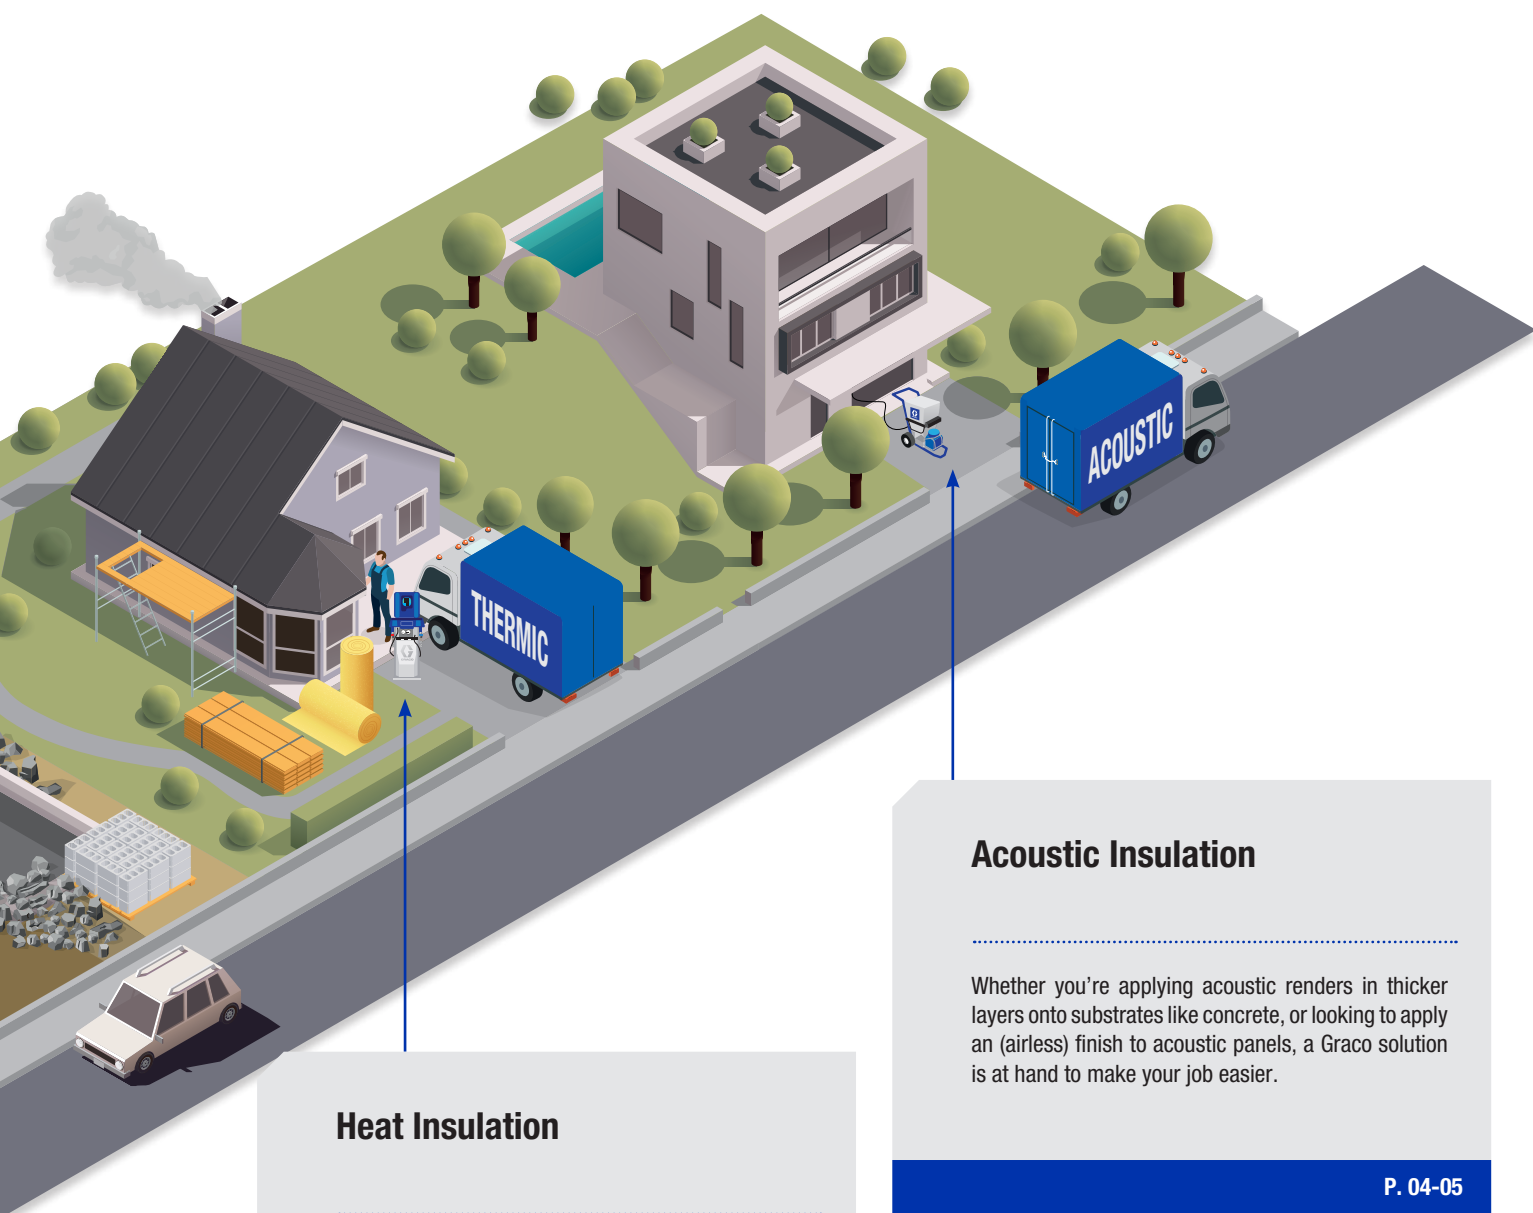 ACOUSTIC
THERMIC
Acoustic Insulation
Whether you’re applying acoustic renders in thicker
layers onto substrates like concrete, or looking to apply
an (airless) finish to acoustic panels, a Graco solution
is at hand to make your job easier.
P. 04-05
Heat Insulation